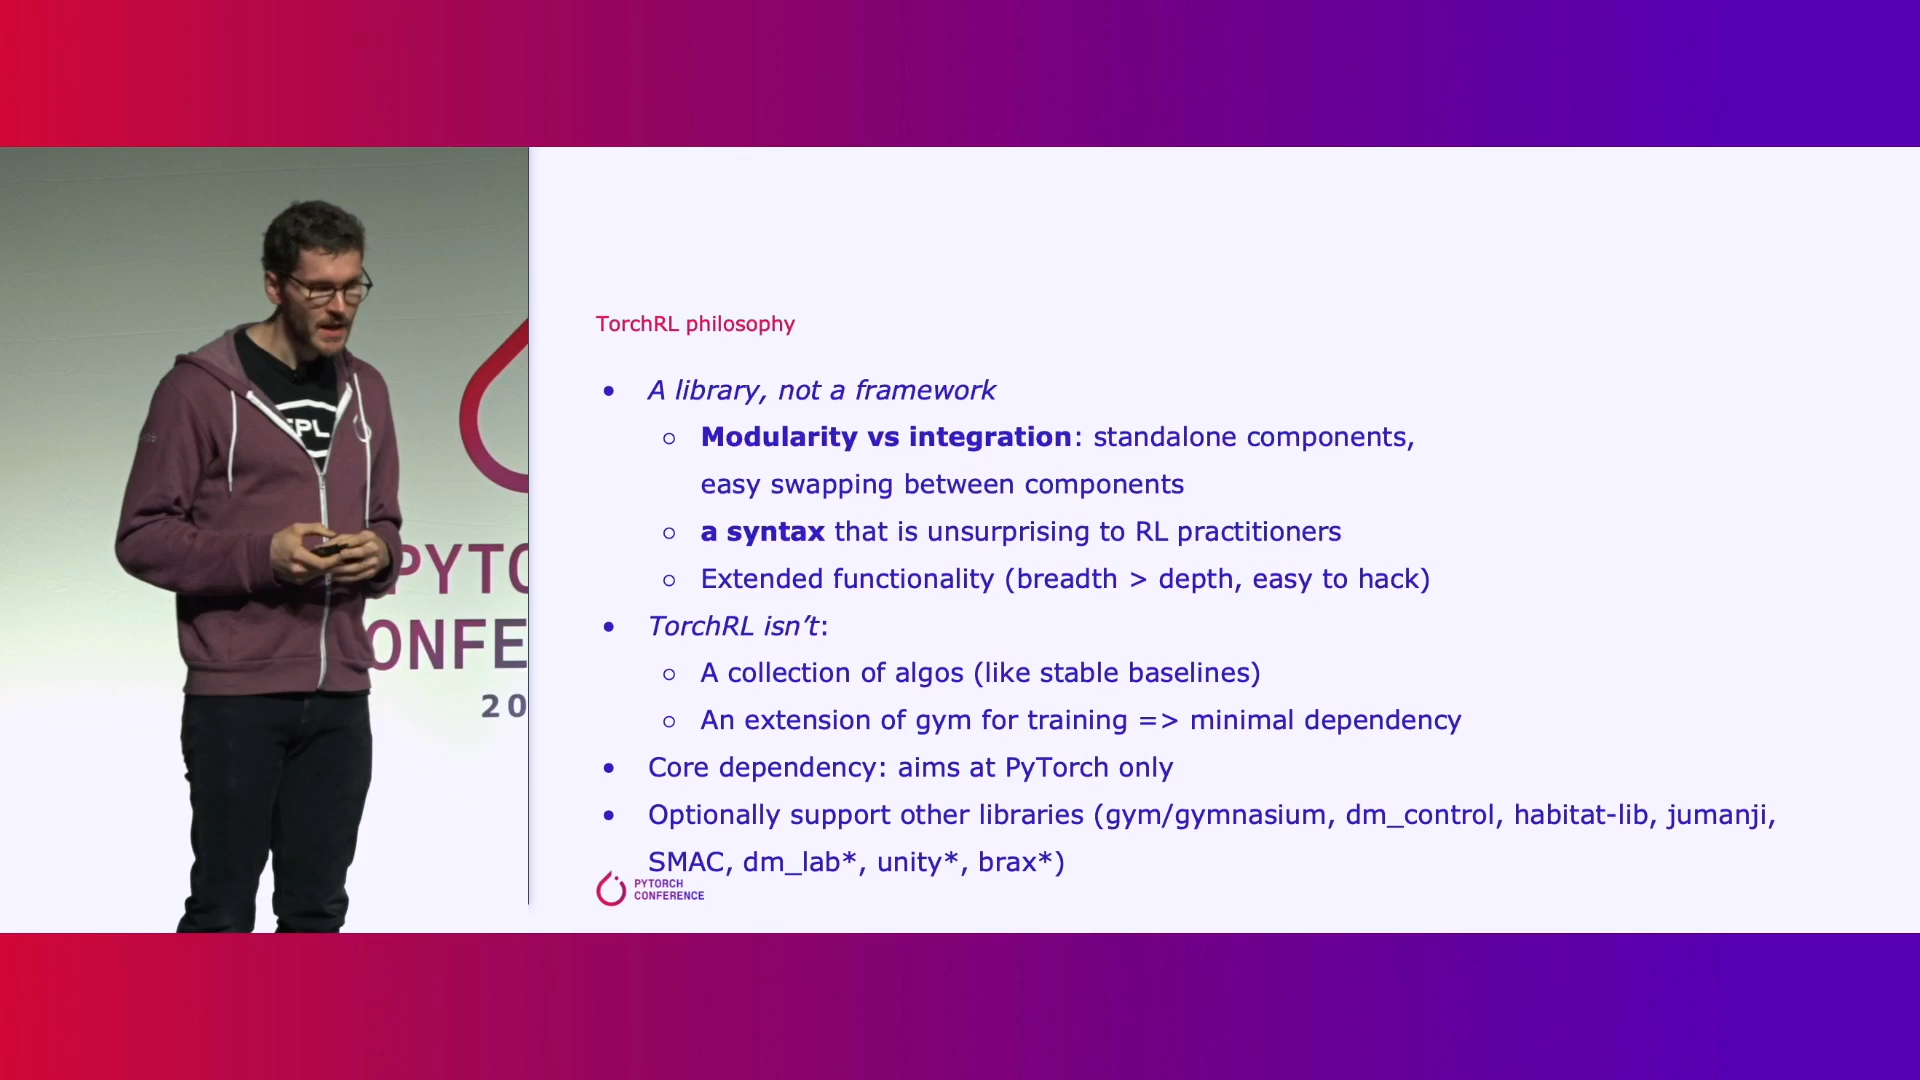 PL
PYTO
ONFE
20
TorchRL philosophy
• A library, not a framework
○ Modularity vs integration: standalone components,
easy swapping between components
○ a syntax that is unsurprising to RL practitioners
○ Extended functionality (breadth > depth, easy to hack)
• TorchRL isn’t:
○ A collection of algos (like stable baselines)
○ An extension of gym for training => minimal dependency
• Core dependency: aims at PyTorch only
• Optionally support other libraries (gym/gymnasium, dm_control, habitat-lib, jumanji,
SMAC, dm_lab*, unity*, brax*)
PYTORCH
CONFERENCE